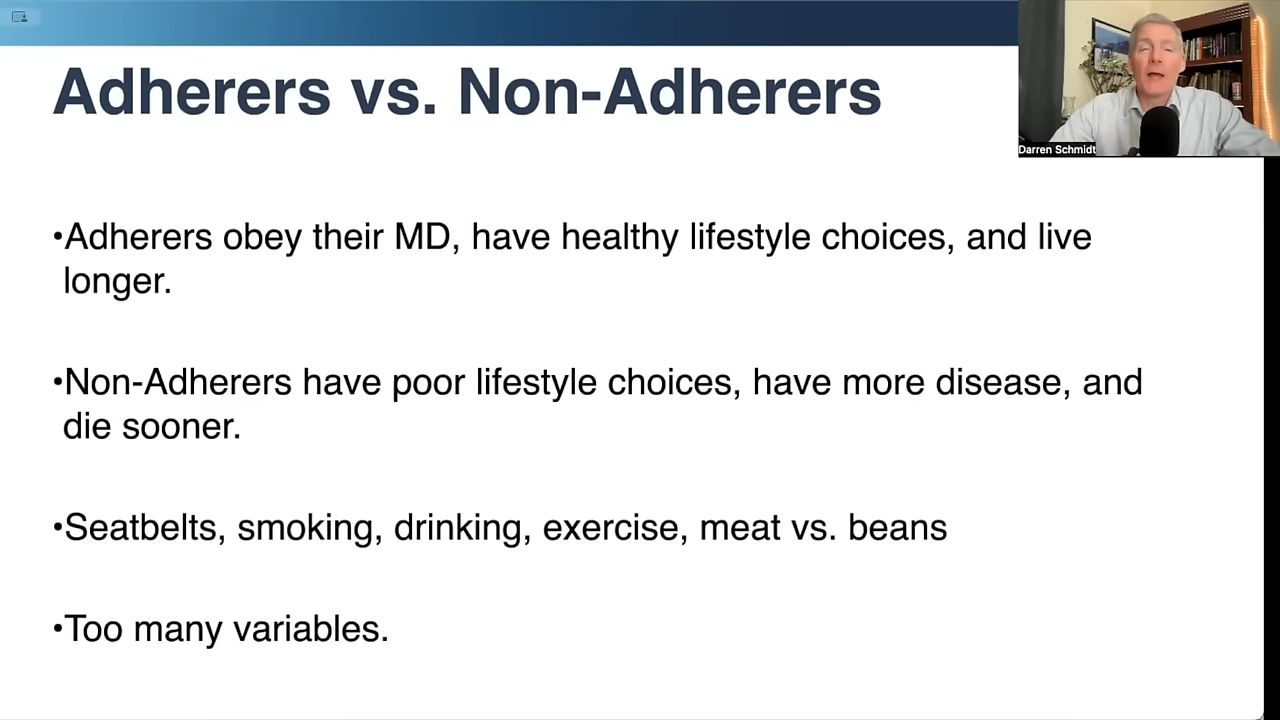 Adherers vs. Non-Adherers
Darren Schmidt
•Adherers obey their MD, have healthy lifestyle choices, and live
longer.
•Non-Adherers have poor lifestyle choices, have more disease, and
die sooner.
•Seatbelts, smoking, drinking, exercise, meat vs. beans
•Too many variables.